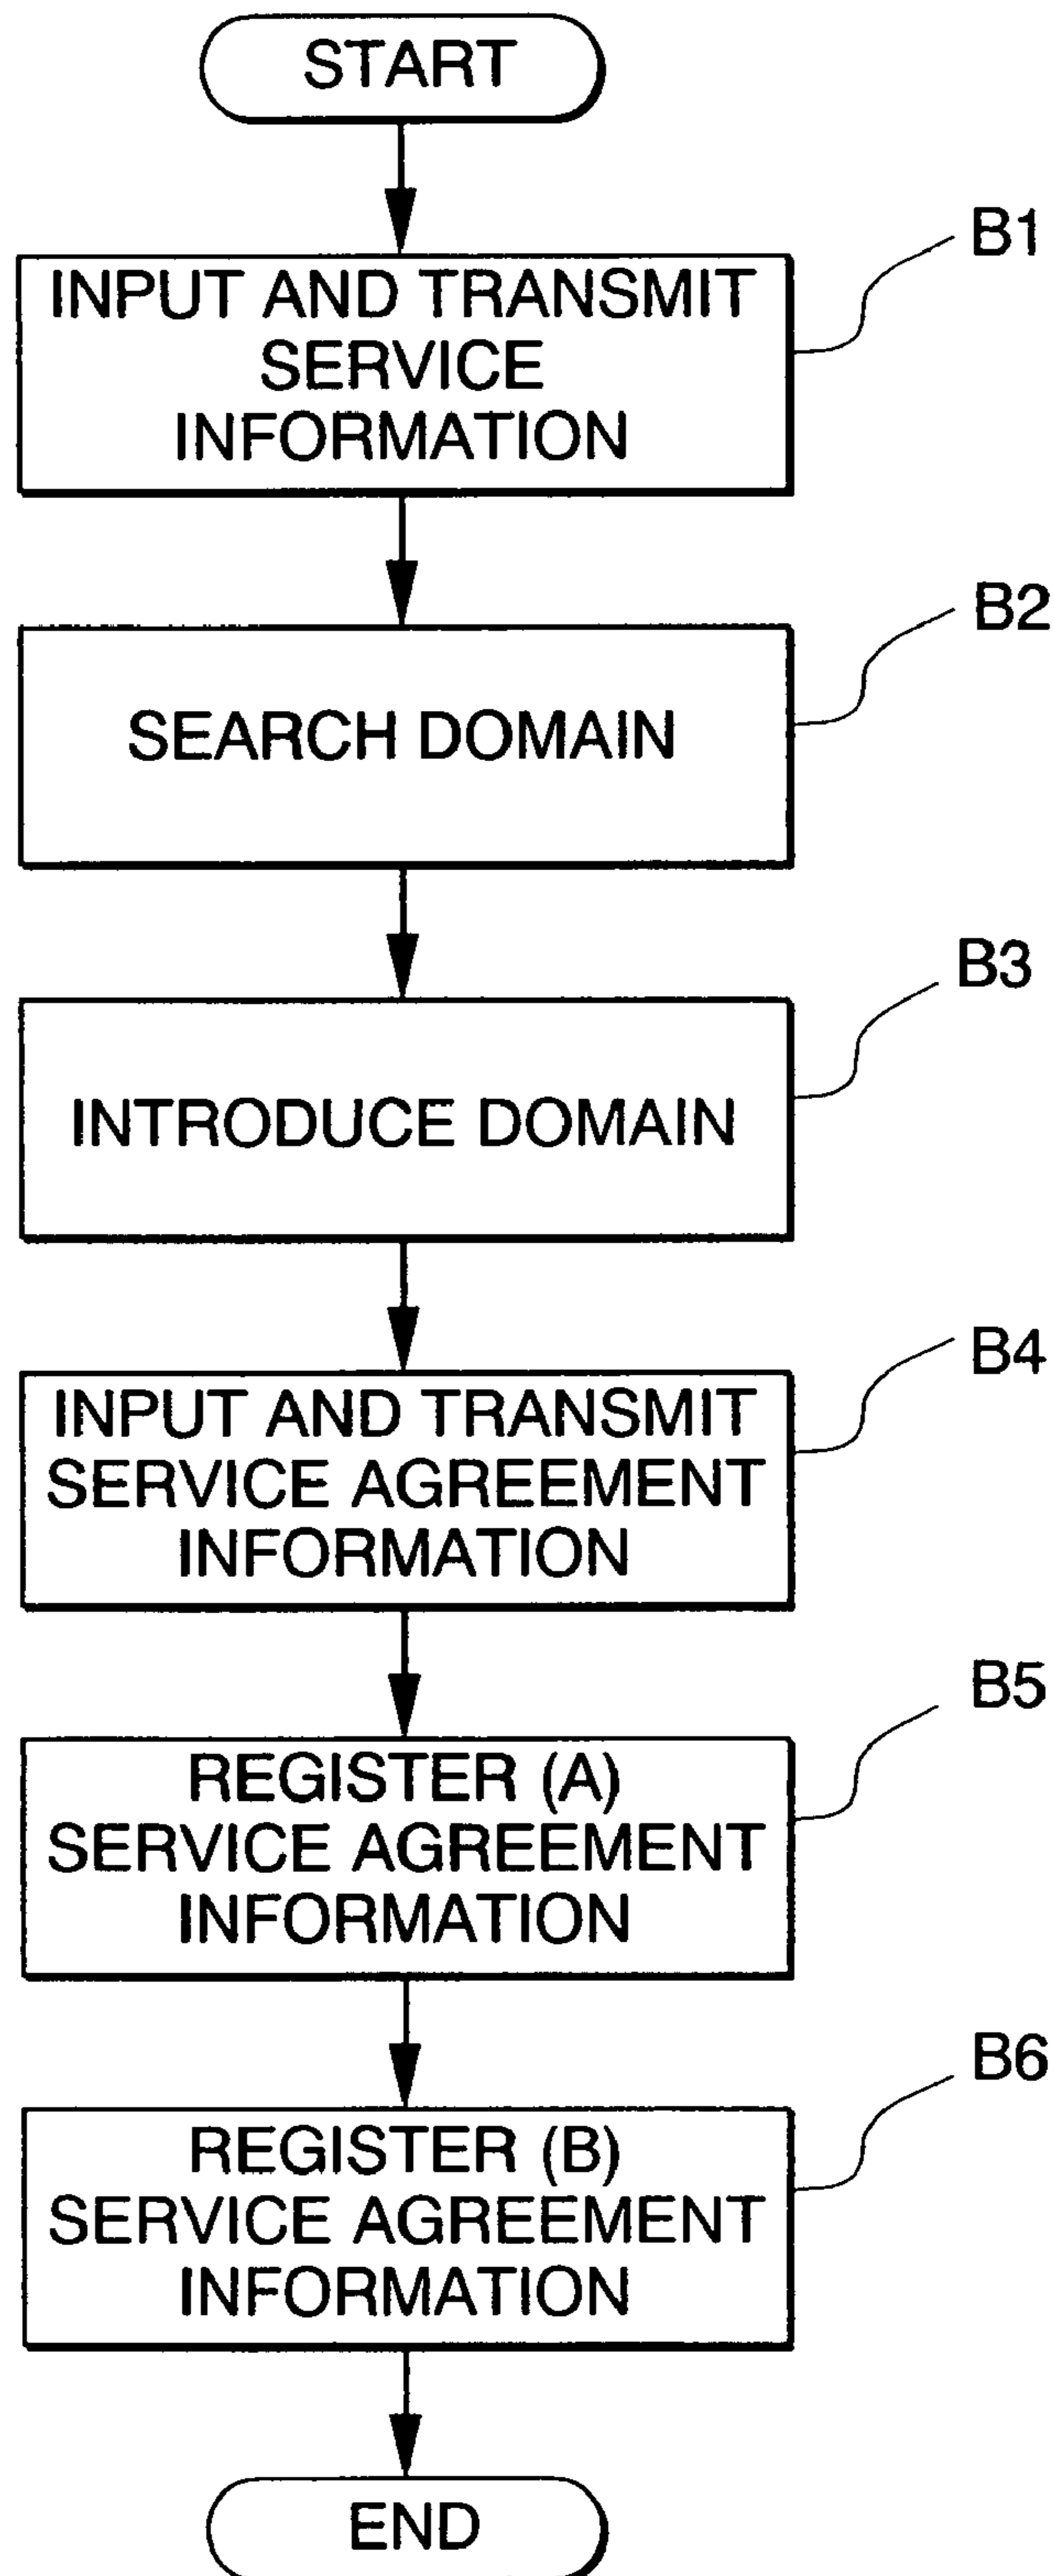 START
B1
INPUT AND TRANSMIT
SERVICE
INFORMATION
B2
SEARCH DOMAIN
B3
INTRODUCE DOMAIN
B4
INPUT AND TRANSMIT
SERVICE AGREEMENT
INFORMATION
B5
REGISTER (A)
SERVICE AGREEMENT
INFORMATION
B6
REGISTER (B)
SERVICE AGREEMENT
INFORMATION
END